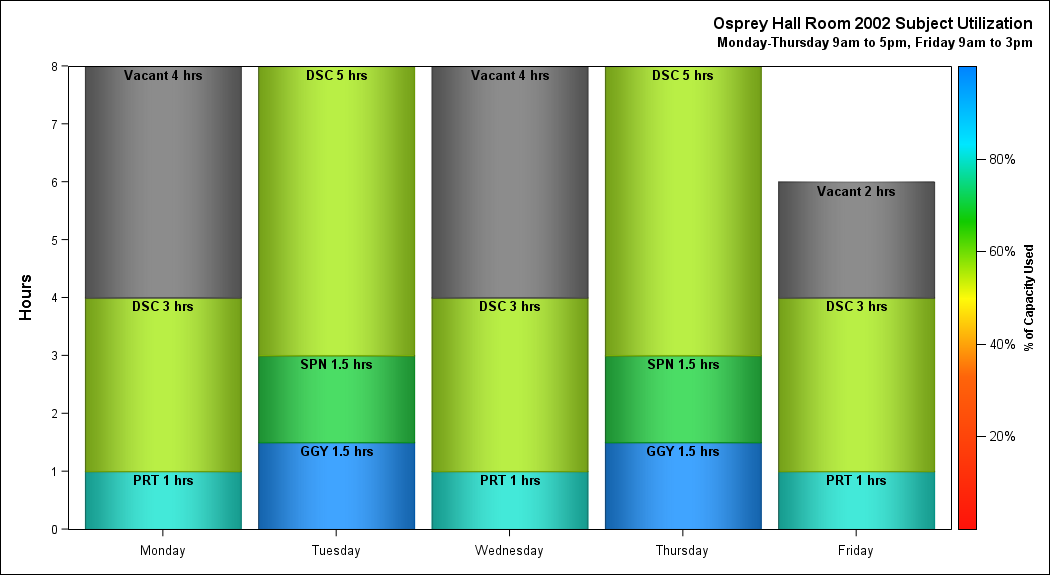 Osprey Hall Room 2002 Subject Utilization
Monday-Thursday 9am to 5pm, Friday 9am to 3pm
Hours
8
7
6
5
4
3
2
1
0
Vacant 4 hrs
DSC 3 hrs
PRT 1 hrs
DSC 5 hrs
SPN 1.5 hrs
GGY 1.5 hrs
Vacant 4 hrs
DSC 3 hrs
PRT 1 hrs
DSC 5 hrs
SPN 1.5 hrs
GGY 1.5 hrs
Vacant 2 hrs
DSC 3 hrs
PRT 1 hrs
Monday
Tuesday
Wednesday
Thursday
Friday
80%
60%
40%
20%
% of Capacity Used